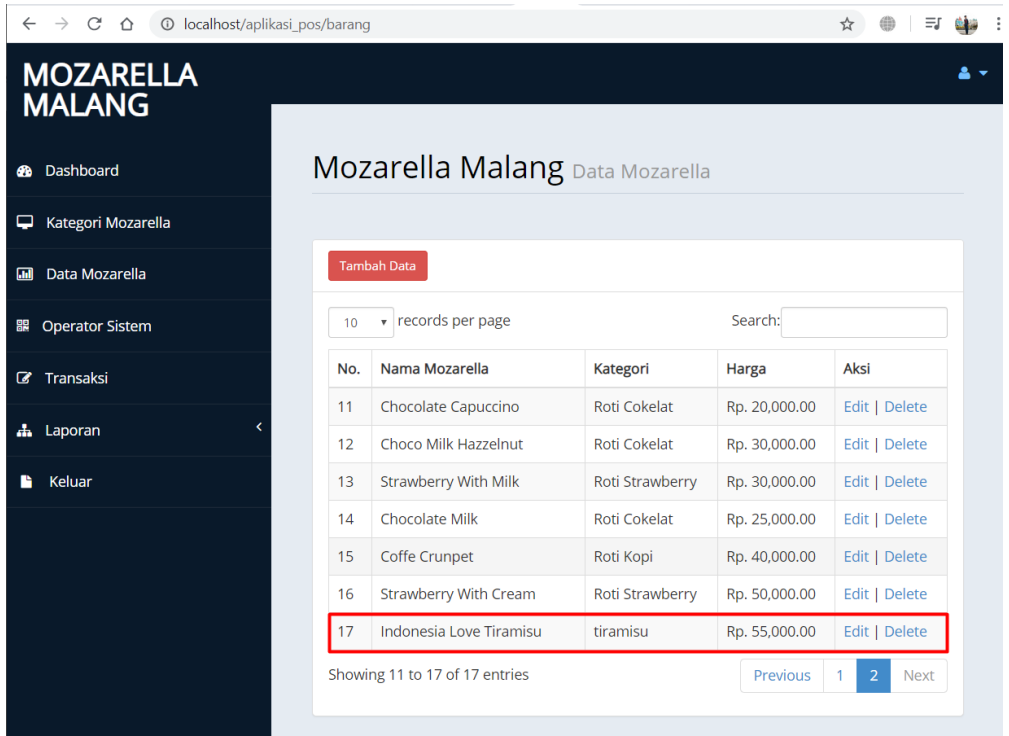 localhost/aplikasi_pos/barang
MOZARELLA
MALANG
Dashboard
Kategori Mozarella
Data Mozarella
Operator Sistem
Transaksi
Laporan
Keluar
Mozarella Malang Data Mozarella
Tambah Data
10 records per page Search:
No. Nama Mozarella Kategori Harga Aksi
11 Chocolate Capuccino Roti Cokelat Rp. 20,000.00 Edit | Delete
12 Choco Milk Hazzelnut Roti Cokelat Rp. 30,000.00 Edit | Delete
13 Strawberry With Milk Roti Strawberry Rp. 30,000.00 Edit | Delete
14 Chocolate Milk Roti Cokelat Rp. 25,000.00 Edit | Delete
15 Coffe Crunpet Roti Kopi Rp. 40,000.00 Edit | Delete
16 Strawberry With Cream Roti Strawberry Rp. 50,000.00 Edit | Delete
17 Indonesia Love Tiramisu tiramisu Rp. 55,000.00 Edit | Delete
Showing 11 to 17 of 17 entries Previous 1 2 Next